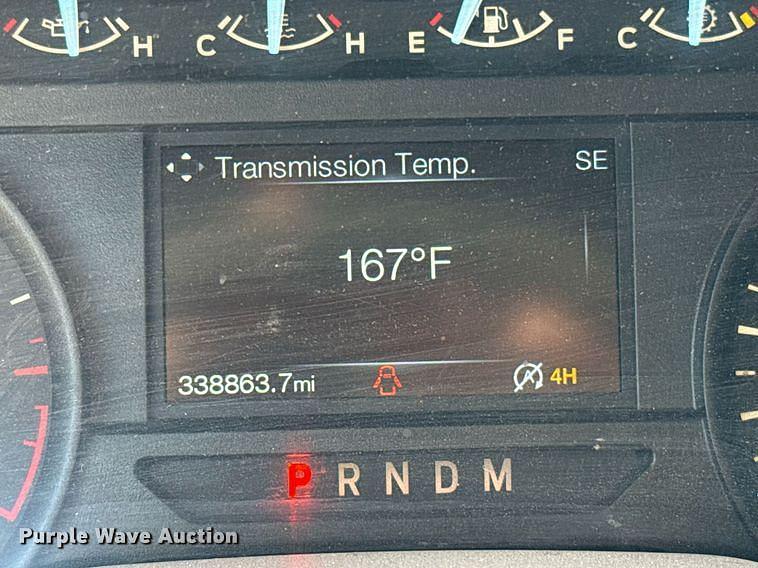 H C H E F C
Transmission Temp. SE
167°F
338863.7mi 4H
P R N D M
Purple Wave Auction